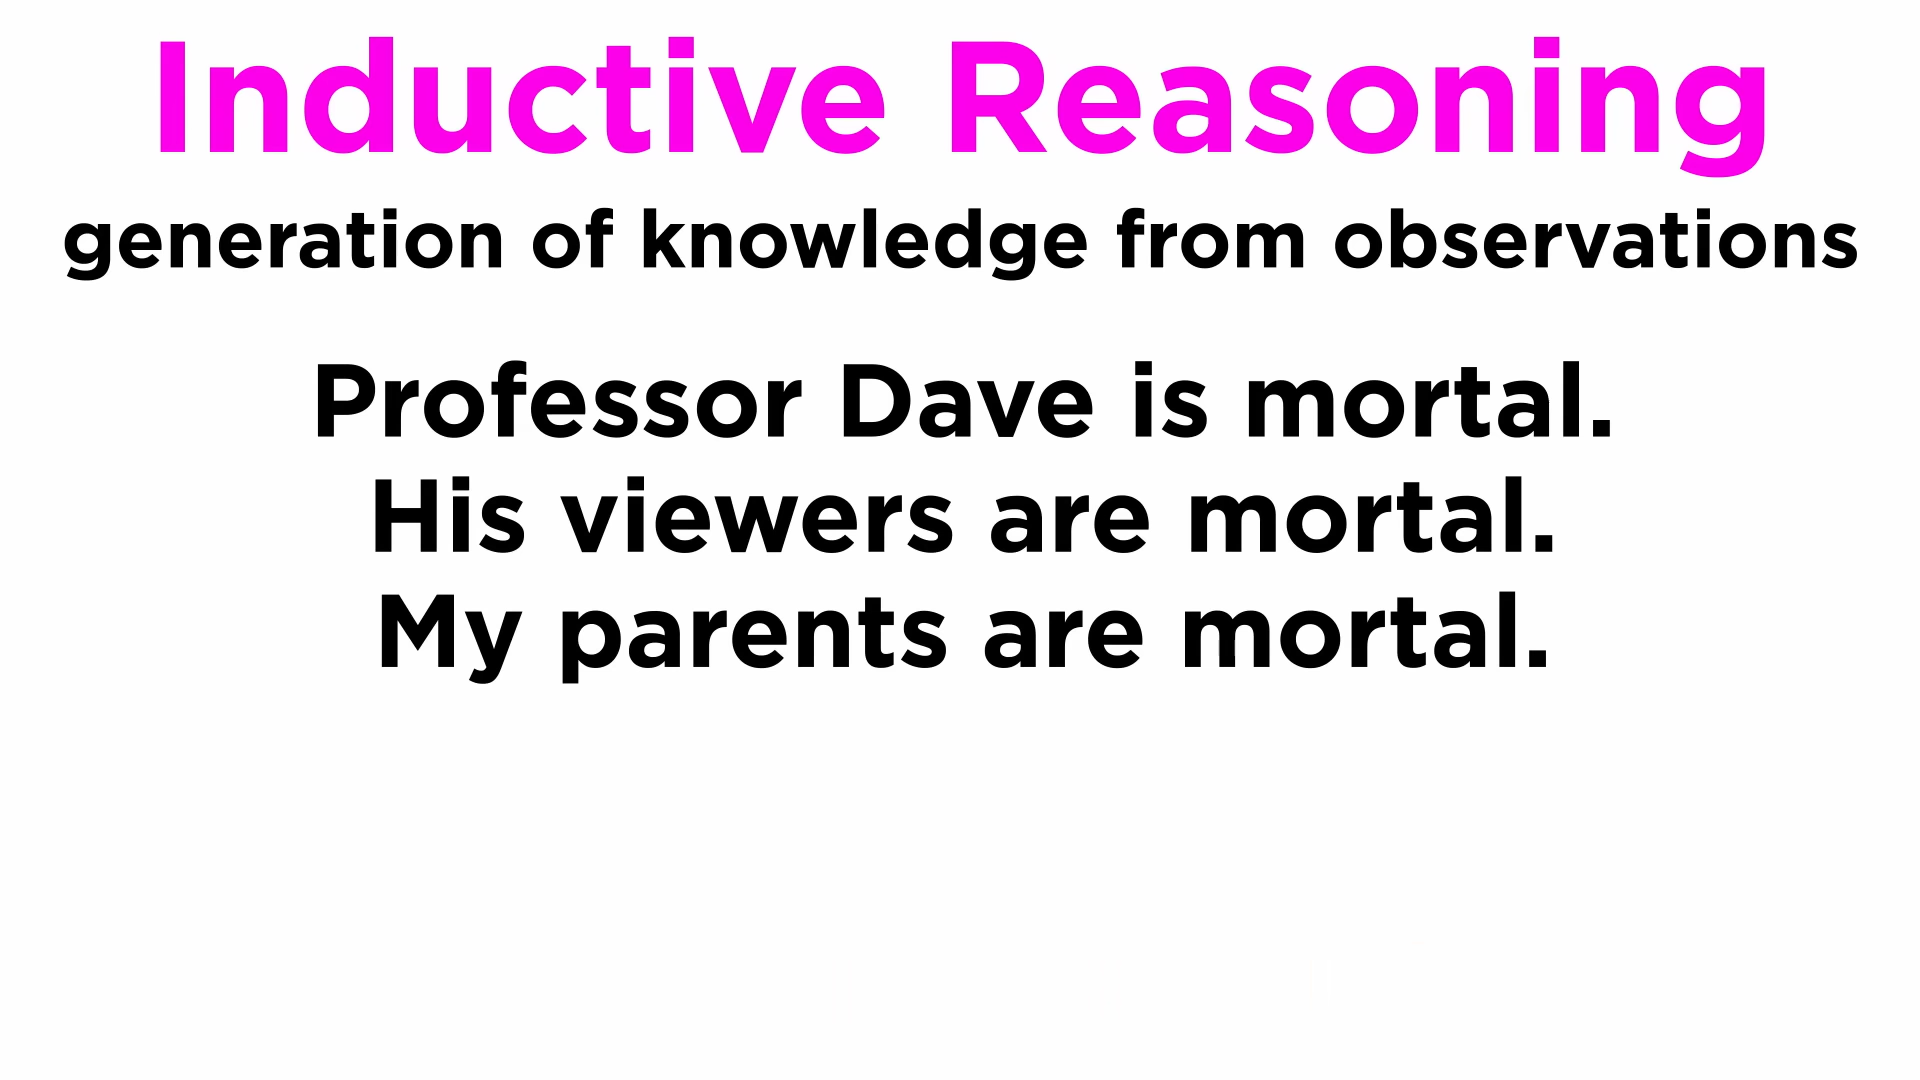 Inductive Reasoning
generation of knowledge from observations
Professor Dave is mortal.
His viewers are mortal.
My parents are mortal.